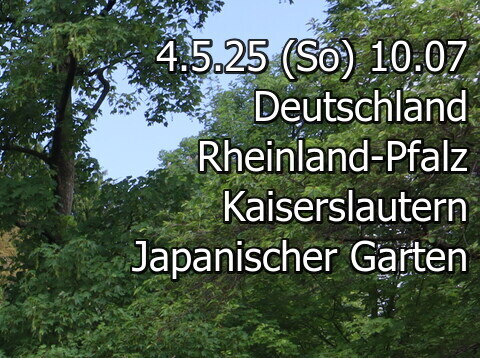 4.5.25 (So) 10.07
Deutschland
Rheinland-Pfalz
Kaiserslautern
Japanischer Garten